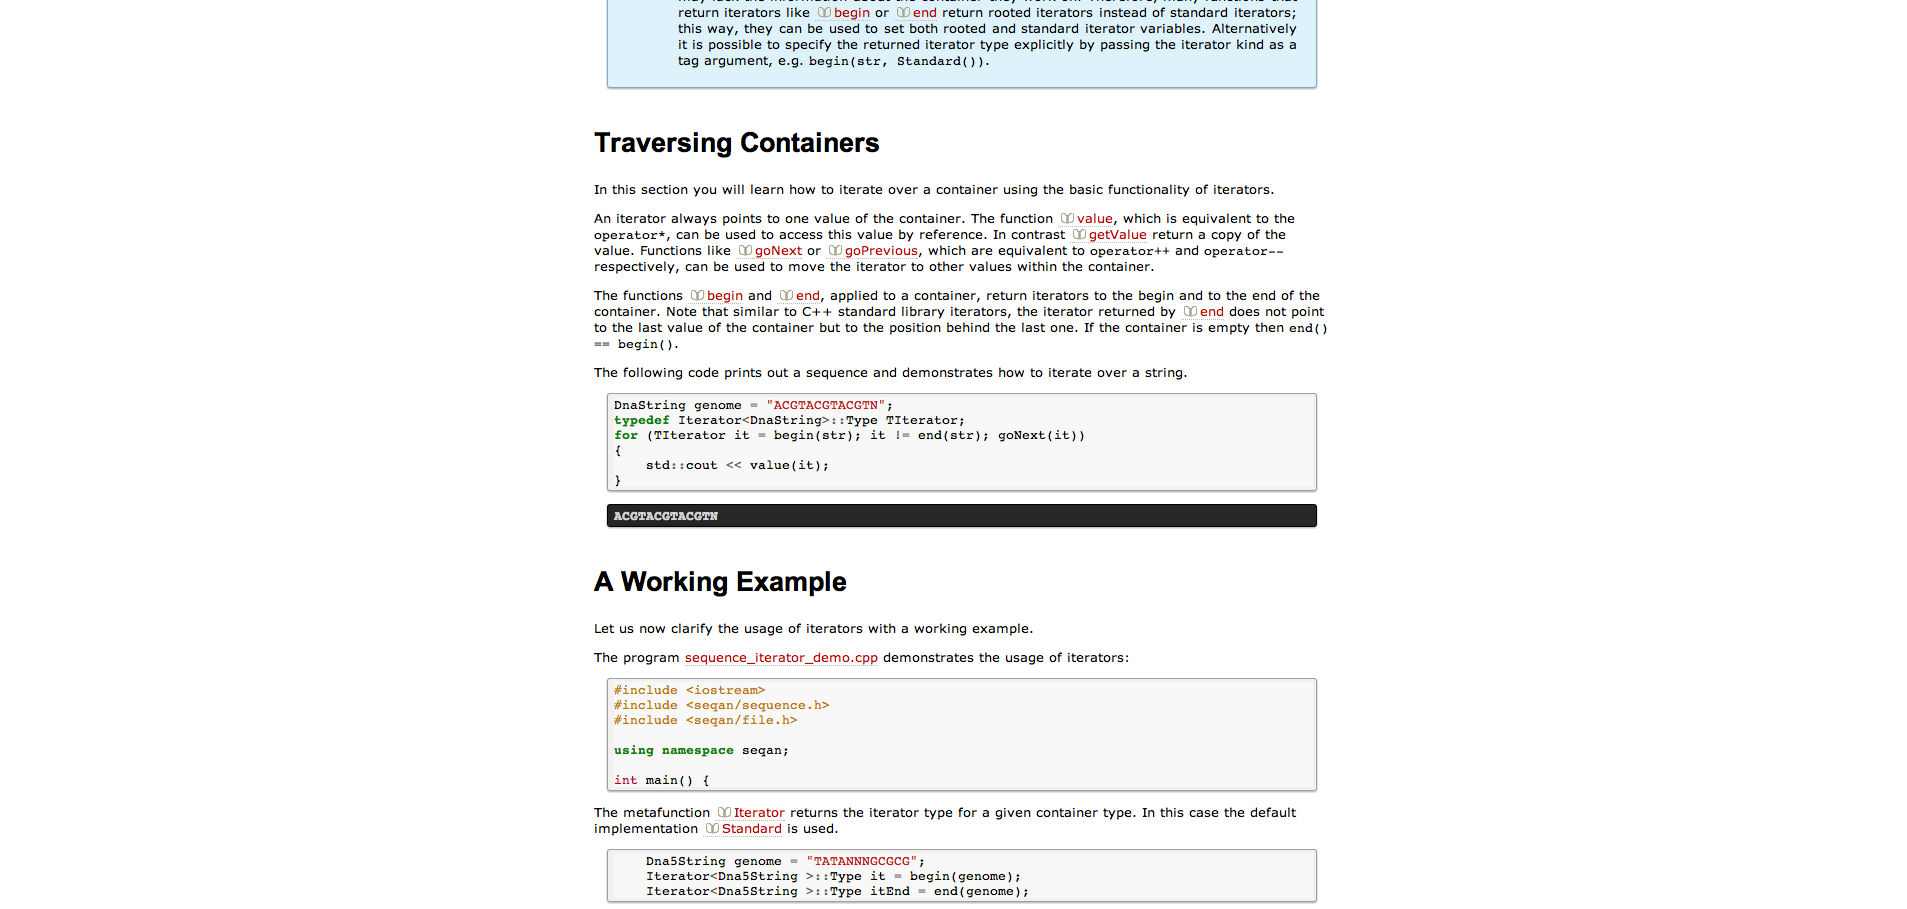 return iterators like begin or end return rooted iterators instead of standard iterators;
this way, they can be used to set both rooted and standard iterator variables. Alternatively
it is possible to specify the returned iterator type explicitly by passing the iterator kind as a
tag argument, e.g. begin(str, Standard()).
Traversing Containers
In this section you will learn how to iterate over a container using the basic functionality of iterators.
An iterator always points to one value of the container. The function value, which is equivalent to the
operator*, can be used to access this value by reference. In contrast getValue return a copy of the
value. Functions like goNext or goPrevious, which are equivalent to operator++ and operator--
respectively, can be used to move the iterator to other values within the container.
The functions begin and end, applied to a container, return iterators to the begin and to the end of the
container. Note that similar to C++ standard library iterators, the iterator returned by end does not point
to the last value of the container but to the position behind the last one. If the container is empty then end()
== begin().
The following code prints out a sequence and demonstrates how to iterate over a string.
DnaString genome = "ACGTACGTACGTN";
typedef Iterator<DnaString>::Type TIterator;
for (TIterator it = begin(str); it != end(str); goNext(it))
{
    std::cout << value(it);
}
ACGTACGTACGTN
A Working Example
Let us now clarify the usage of iterators with a working example.
The program sequence_iterator_demo.cpp demonstrates the usage of iterators:
#include <iostream>
#include <seqan/sequence.h>
#include <seqan/file.h>
using namespace seqan;
int main() {
The metafunction Iterator returns the iterator type for a given container type. In this case the default
implementation Standard is used.
    Dna5String genome = "TATANNNGCGCG";
    Iterator<Dna5String >::Type it = begin(genome);
    Iterator<Dna5String >::Type itEnd = end(genome);